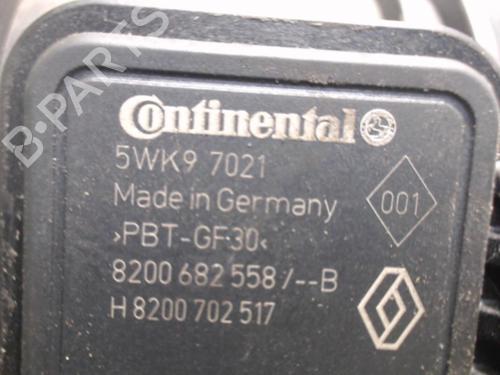 B-PARTS
Continental
5WK9 7021
Made in Germany
001
>PBT-GF30<
8200 682 558 /--B
H 8200 702 517